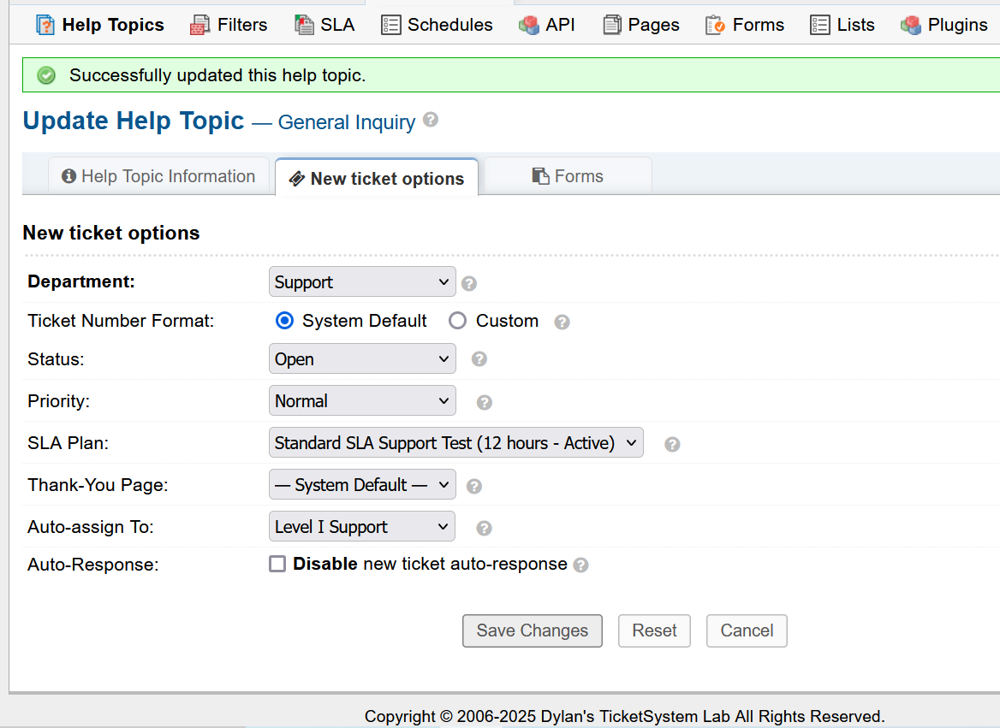 Help Topics Filters SLA Schedules API Pages Forms Lists Plugins
Successfully updated this help topic.
Update Help Topic — General Inquiry
Help Topic Information New ticket options Forms
New ticket options
Department: Support
Ticket Number Format: System Default Custom
Status: Open
Priority: Normal
SLA Plan: Standard SLA Support Test (12 hours - Active)
Thank-You Page: — System Default —
Auto-assign To: Level I Support
Auto-Response: Disable new ticket auto-response
Save Changes Reset Cancel
Copyright © 2006-2025 Dylan's TicketSystem Lab All Rights Reserved.